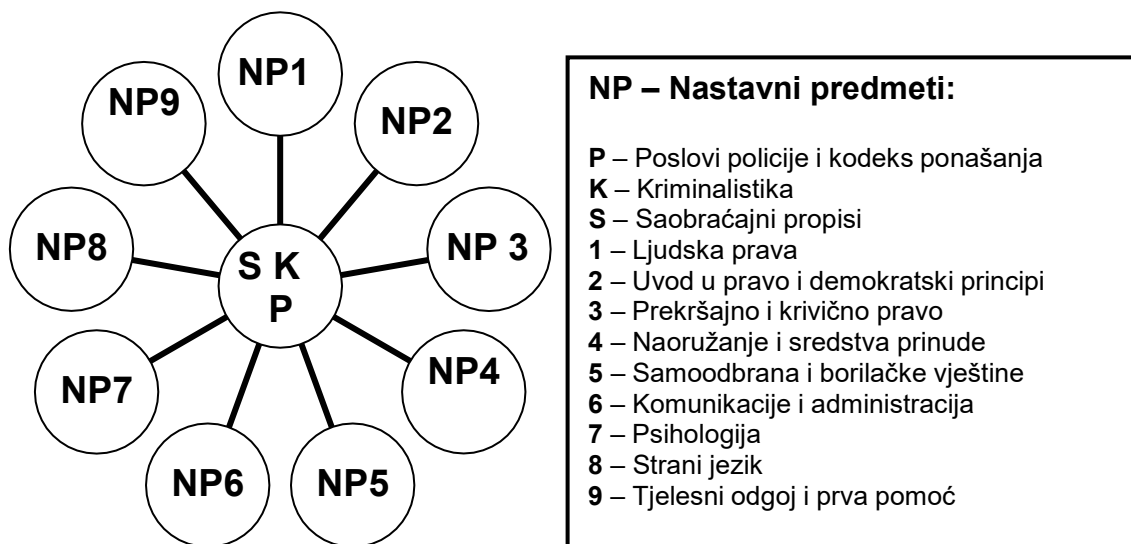 NP1
NP2
NP 3
NP4
NP5
NP6
NP7
NP8
NP9
S K
P
NP – Nastavni predmeti:
P – Poslovi policije i kodeks ponašanja
K – Kriminalistika
S – Saobraćajni propisi
1 – Ljudska prava
2 – Uvod u pravo i demokratski principi
3 – Prekršajno i krivično pravo
4 – Naoružanje i sredstva prinude
5 – Samoodbrana i borilačke vještine
6 – Komunikacije i administracija
7 – Psihologija
8 – Strani jezik
9 – Tjelesni odgoj i prva pomoć